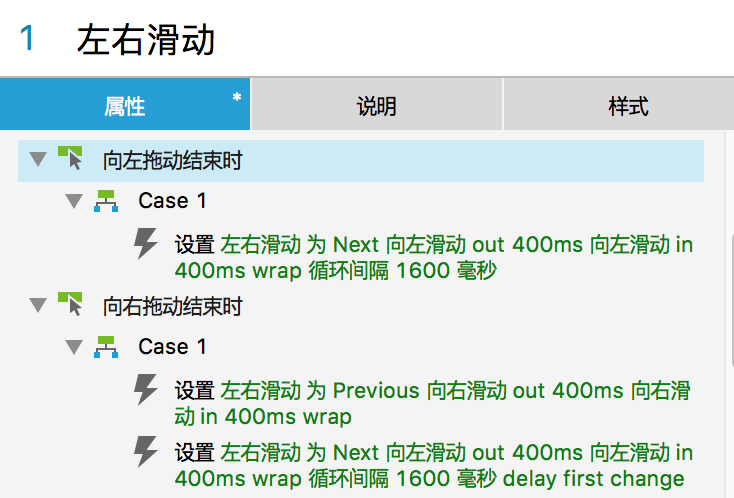 1 左右滑动
属性 * 说明 样式
向左拖动结束时
Case 1
设置 左右滑动 为 Next 向左滑动 out 400ms 向左滑动 in
400ms wrap 循环间隔 1600 毫秒
向右拖动结束时
Case 1
设置 左右滑动 为 Previous 向右滑动 out 400ms 向右滑
动 in 400ms wrap
设置 左右滑动 为 Next 向左滑动 out 400ms 向左滑动 in
400ms wrap 循环间隔 1600 毫秒 delay first change